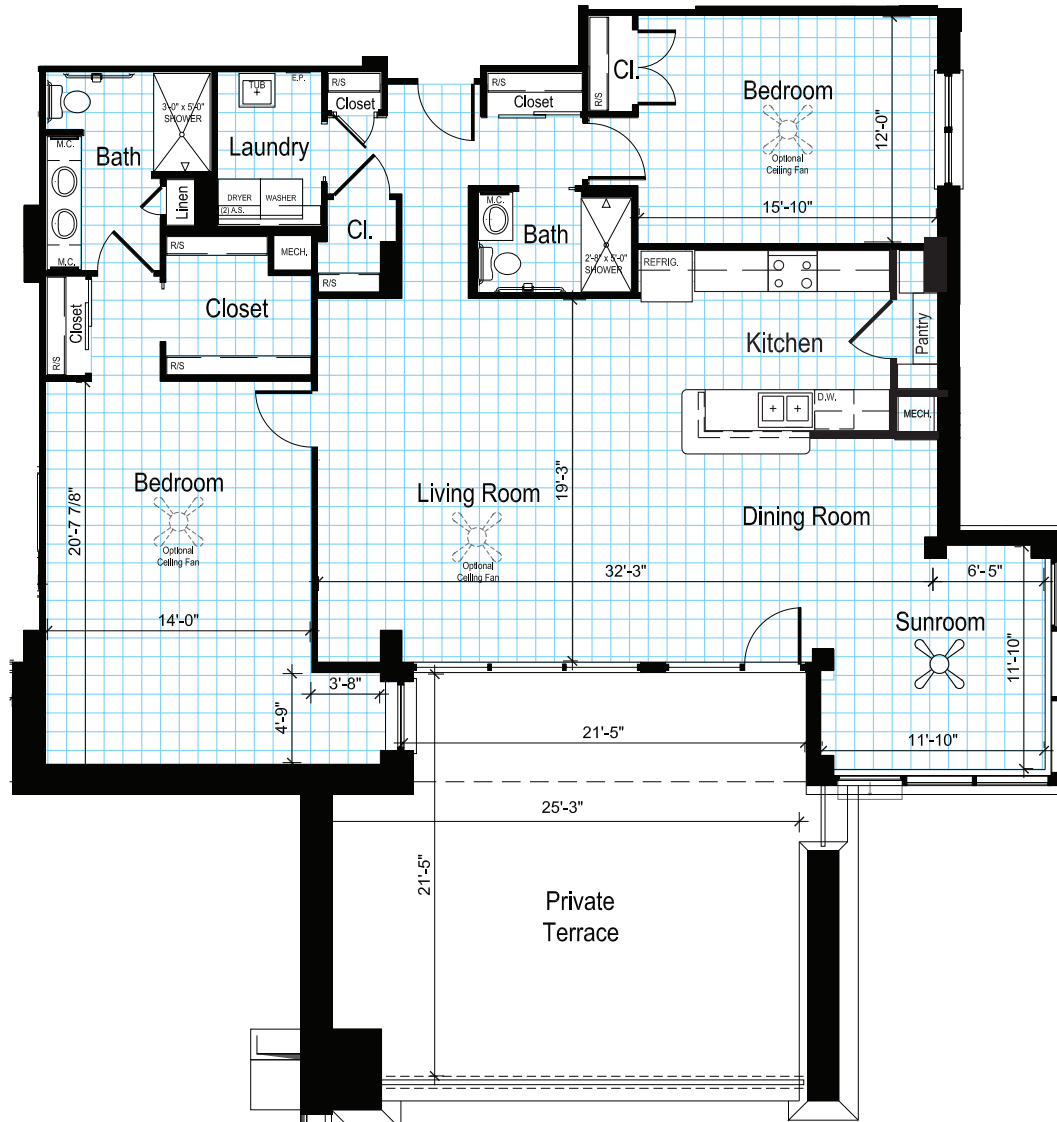 R/S
Cl.
R/S
Bedroom
Optional
Ceiling Fan
12'-0"
15'-10"
3'-0" x 5'-0"
SHOWER
M.C.
Bath
M.C.
Linen
TUB
E.P.
Laundry
DRYER
WASHER
(2) A.S.
R/S
Closet
R/S
Closet
Cl.
R/S
M.C.
Bath
2'-8" x 5'-0"
SHOWER
R/S
MECH.
Closet
R/S
Closet
R/S
REFRIG.
Kitchen
Pantry
D.W.
MECH.
Bedroom
Optional
Ceiling Fan
20'-7 7/8"
14'-0"
3'-8"
4'-9"
Living Room
Optional
Ceiling Fan
19'-3"
32'-3"
Dining Room
6'-5"
Sunroom
11'-10"
11'-10"
21'-5"
25'-3"
21'-5"
Private
Terrace